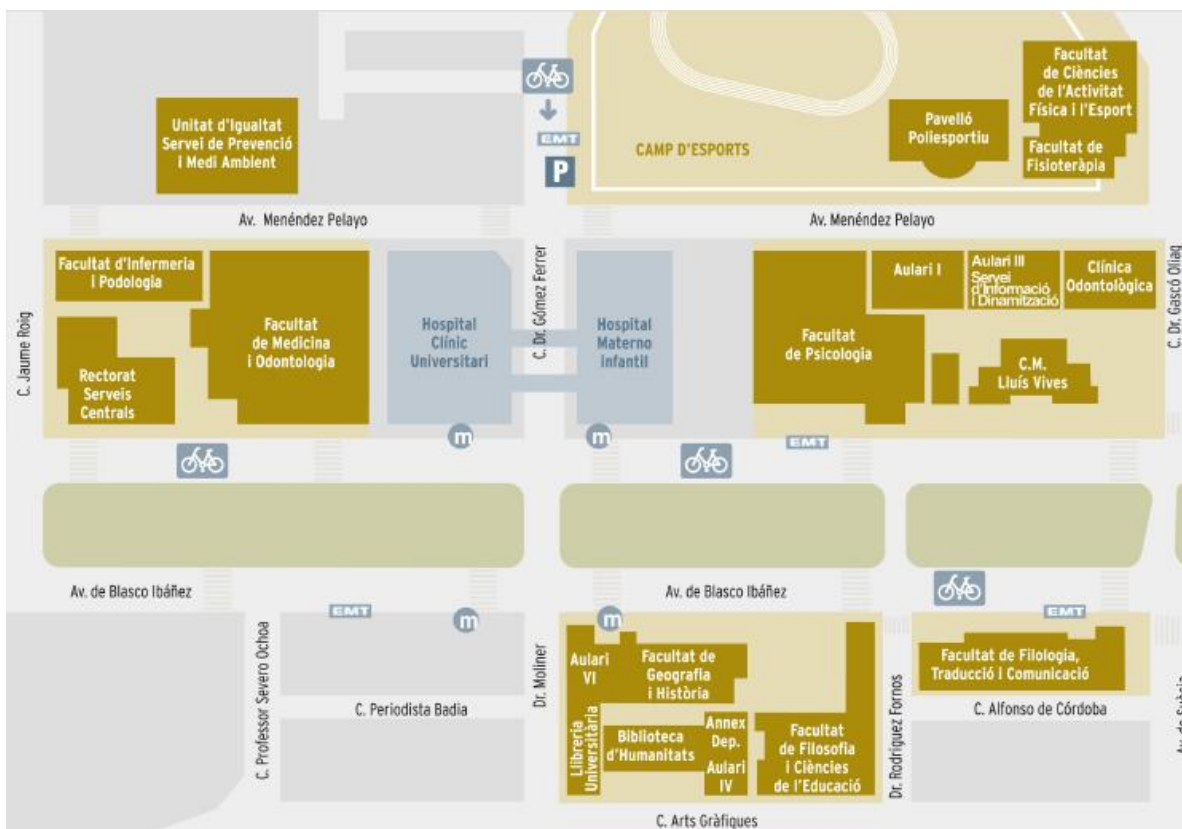 Unitat d'Igualtat
Servei de Prevenció
i Medi Ambient
EMT
P
CAMP D'ESPORTS
Pavelló
Poliesportiu
Facultat
de Ciències
de l'Activitat
Física i l'Esport
Facultat de
Fisioteràpia
Av. Menéndez Pelayo
Av. Menéndez Pelayo
C. Jaume Roig
Facultat d'Infermeria
i Podologia
Rectorat
Serveis
Centrals
Facultat
de Medicina
i Odontologia
Hospital
Clínic
Universitari
C. Dr. Gómez Ferrer
Hospital
Materno
Infantil
Facultat
de Psicologia
Aulari I
Aulari III
Servei
d'Informació
i Dinamització
Clínica
Odontològica
C.M.
Lluís Vives
C. Dr. Gascó Oliag
m
m
EMT
Av. de Blasco Ibáñez
Av. de Blasco Ibáñez
EMT
m
m
EMT
C. Professor Severo Ochoa
C. Periodista Badia
Dr. Moliner
Aulari
VI
Facultat de
Geografia
i Història
Llibreria
Universitària
Biblioteca
d'Humanitats
Annex
Dep.
Aulari
IV
Facultat
de Filosofia
i Ciències
de l'Educació
Dr. Rodríguez Fornos
Facultat de Filologia,
Traducció i Comunicació
C. Alfonso de Córdoba
C. Arts Gràfiques